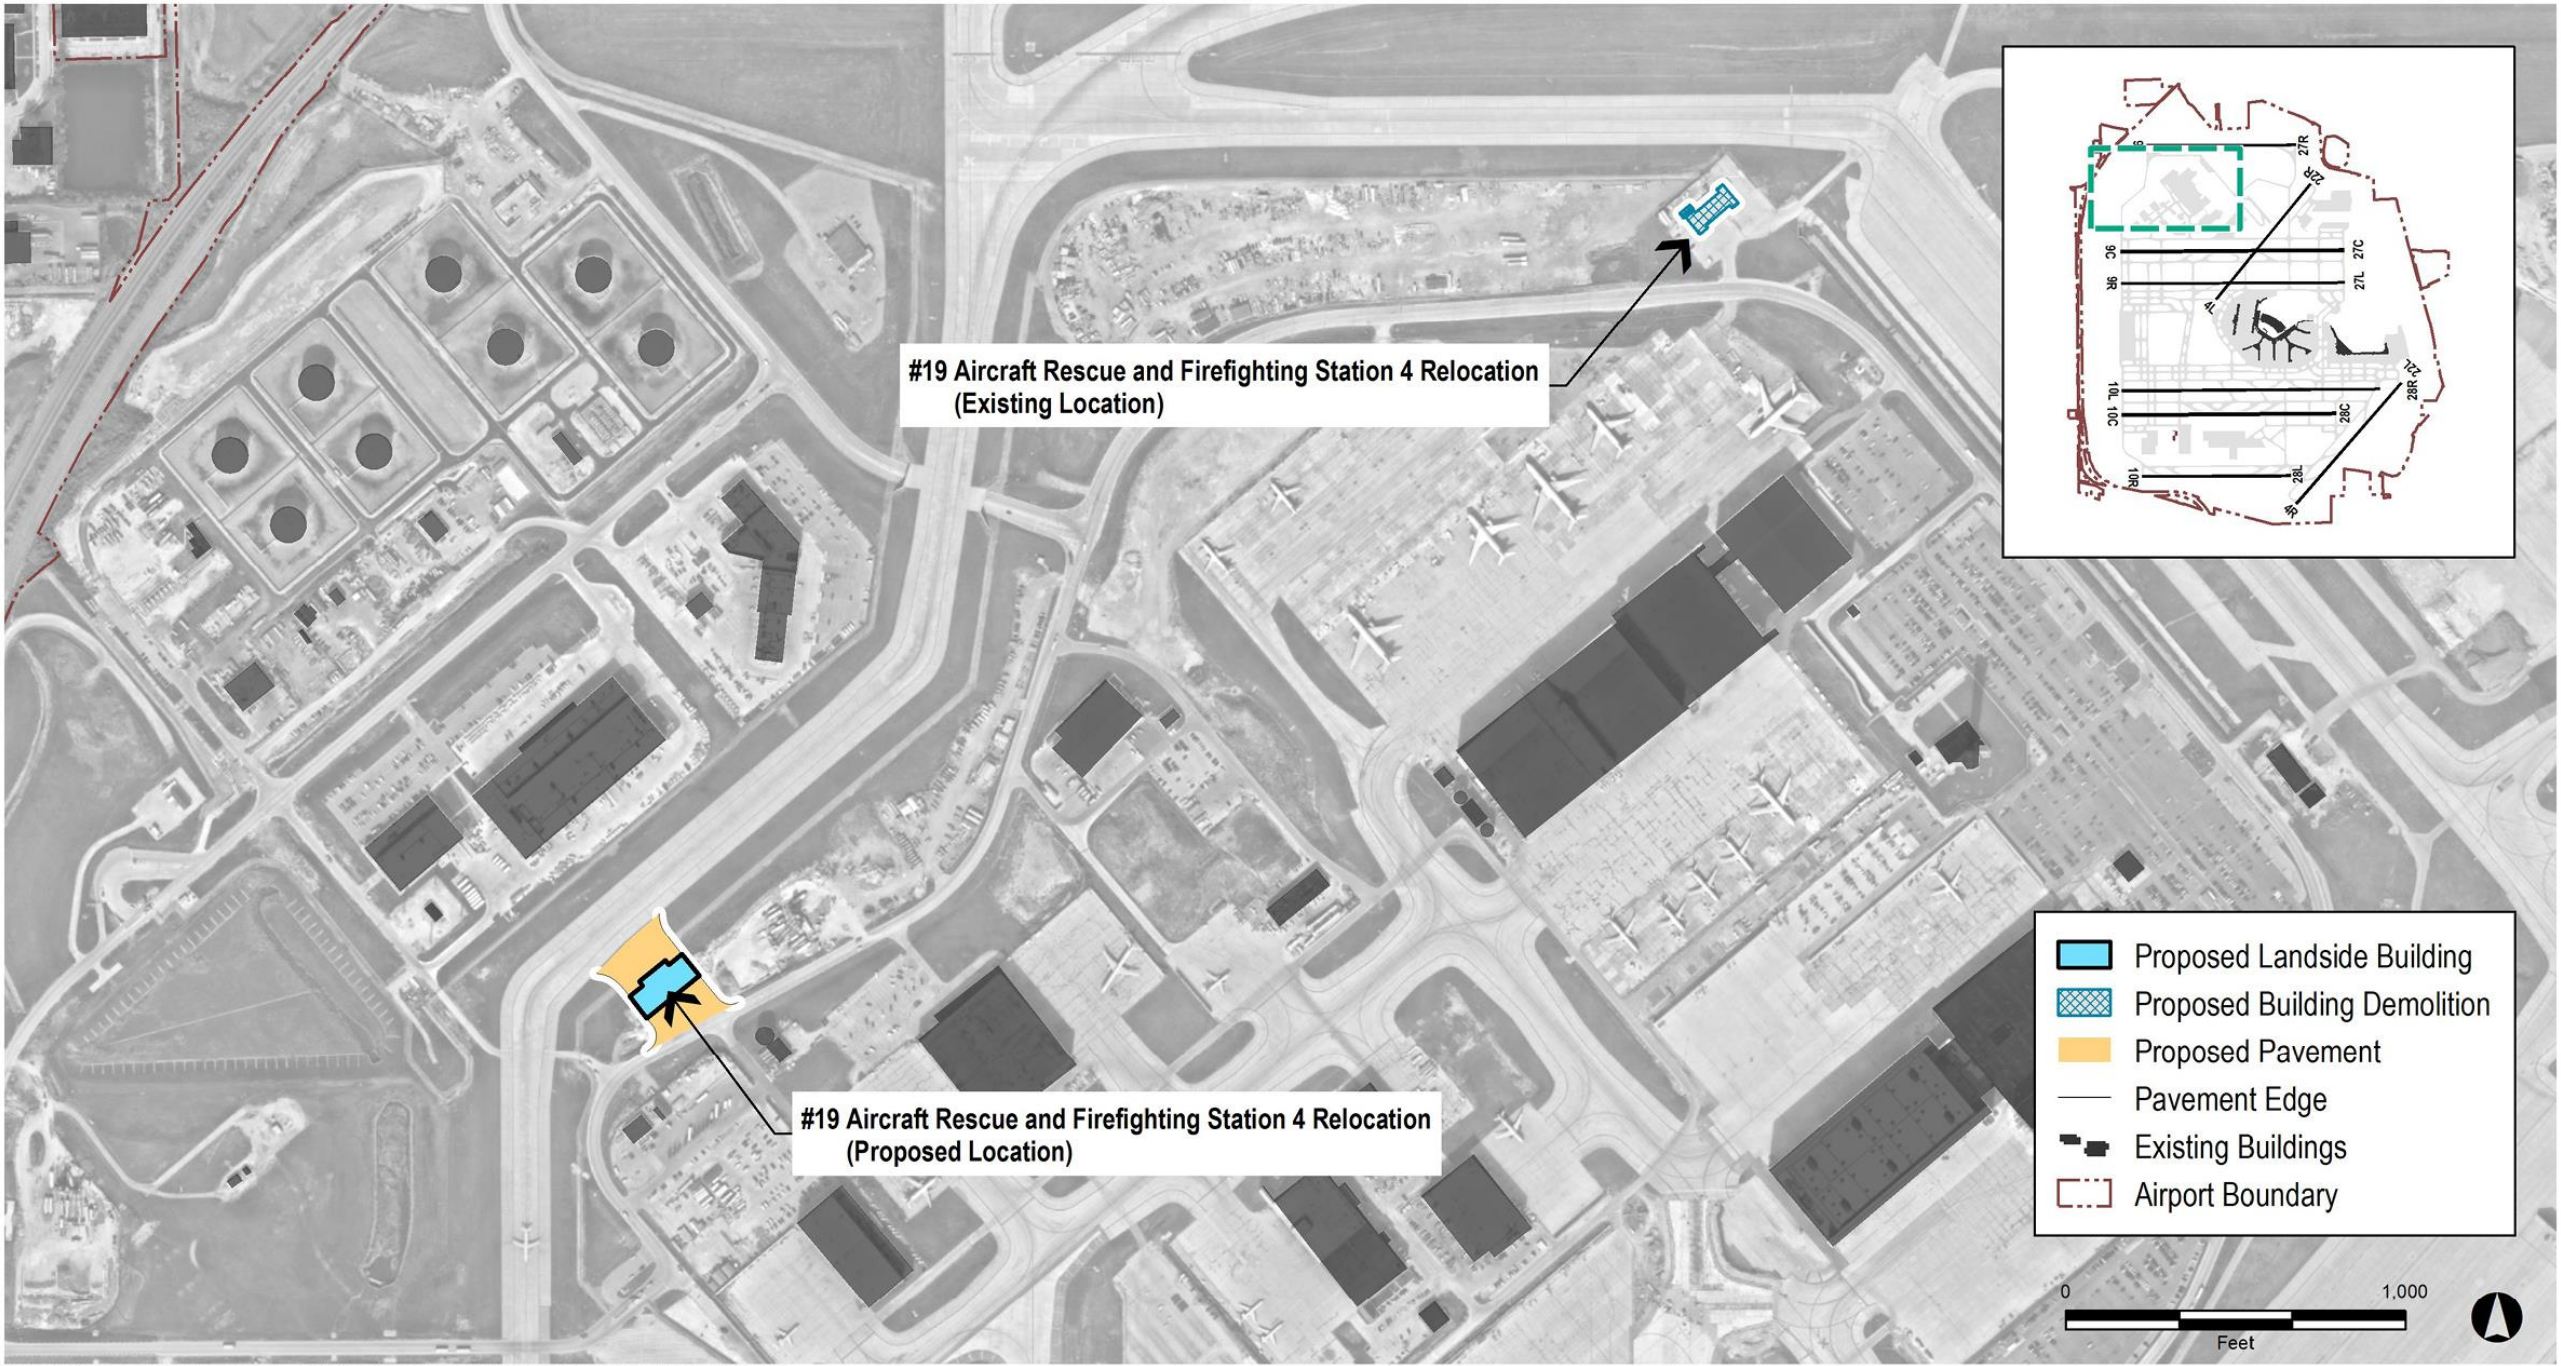 #19 Aircraft Rescue and Firefighting Station 4 Relocation
(Existing Location)
#19 Aircraft Rescue and Firefighting Station 4 Relocation
(Proposed Location)
9
27R
22R
9C
27C
9R
27L
4L
22L
10L
28R
10C
28C
10R
28L
4R
Proposed Landside Building
Proposed Building Demolition
Proposed Pavement
Pavement Edge
Existing Buildings
Airport Boundary
0
1,000
Feet